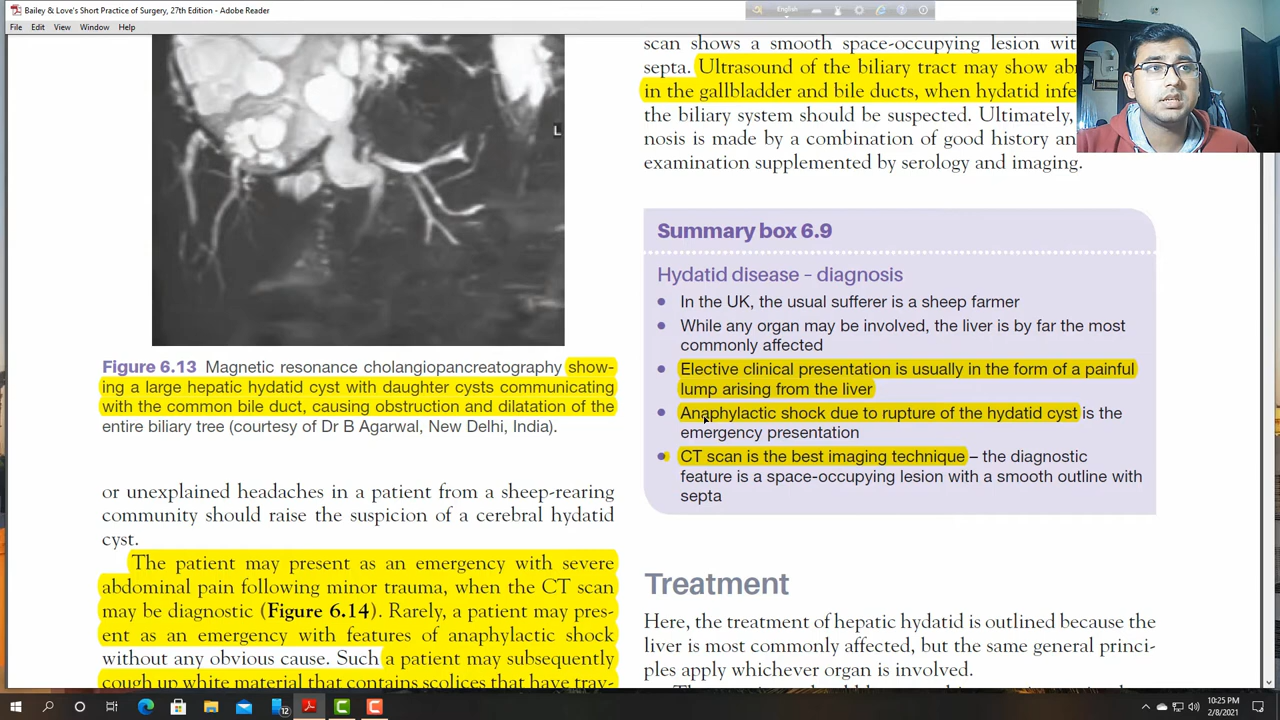 Bailey & Love's Short Practice of Surgery, 27th Edition - Adobe Reader
English
File Edit View Window Help
L
Figure 6.13 Magnetic resonance cholangiopancreatography show-
ing a large hepatic hydatid cyst with daughter cysts communicating
with the common bile duct, causing obstruction and dilatation of the
entire biliary tree (courtesy of Dr B Agarwal, New Delhi, India).
or unexplained headaches in a patient from a sheep-rearing
community should raise the suspicion of a cerebral hydatid
cyst.
The patient may present as an emergency with severe
abdominal pain following minor trauma, when the CT scan
may be diagnostic (Figure 6.14). Rarely, a patient may pres-
ent as an emergency with features of anaphylactic shock
without any obvious cause. Such a patient may subsequently
cough up white material that contains scolices that have trav-
scan shows a smooth space-occupying lesion
septa. Ultrasound of the biliary tract may show
in the gallbladder and bile ducts, when hydatid
the biliary system should be suspected. Ultimately,
nosis is made by a combination of good history
examination supplemented by serology and imaging.
Summary box 6.9
Hydatid disease – diagnosis
• In the UK, the usual sufferer is a sheep farmer
• While any organ may be involved, the liver is by far the most
commonly affected
• Elective clinical presentation is usually in the form of a painful
lump arising from the liver
• Anaphylactic shock due to rupture of the hydatid cyst is the
emergency presentation
• CT scan is the best imaging technique – the diagnostic
feature is a space-occupying lesion with a smooth outline with
septa
Treatment
Here, the treatment of hepatic hydatid is outlined because the
liver is most commonly affected, but the same general princi-
ples apply whichever organ is involved.
12
10:25 PM
2/8/2021